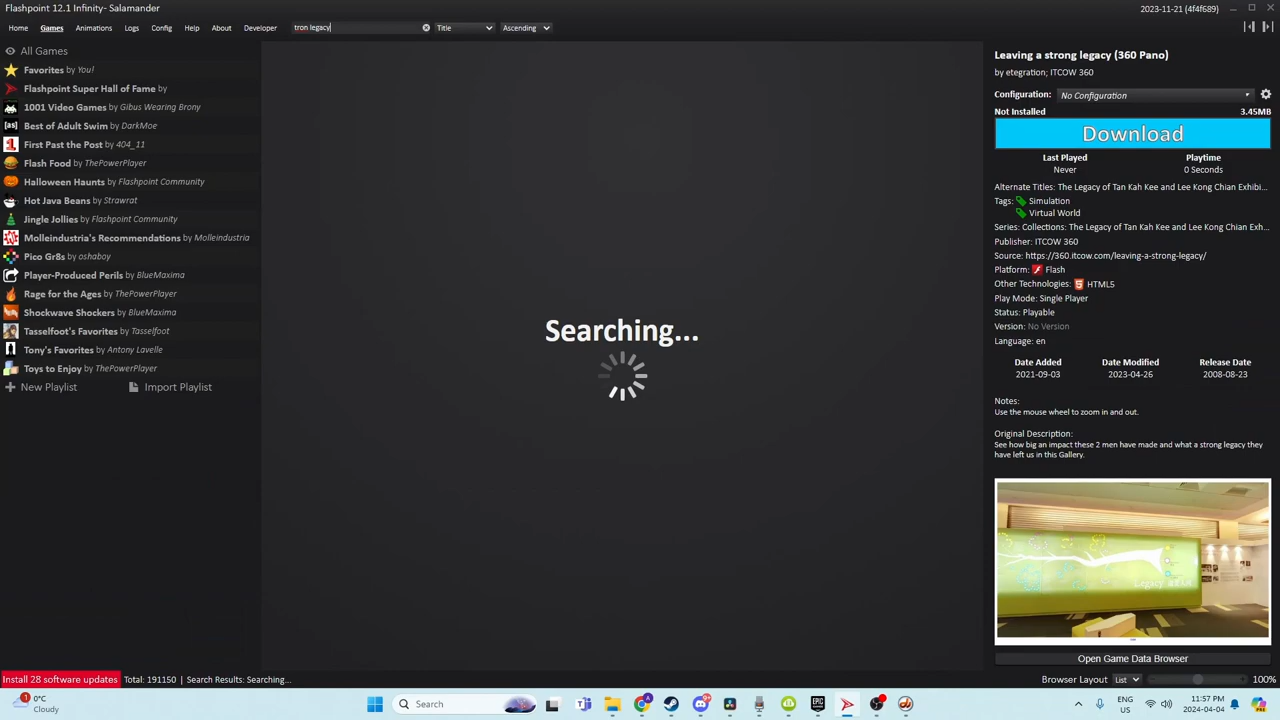 Flashpoint 12.1 Infinity- Salamander
2023-11-21 (4f4f689)
Home Games Animations Logs Config Help About Developer tron legacy Title Ascending
All Games
Favorites by You!
Flashpoint Super Hall of Fame by
1001 Video Games by Gibus Wearing Brony
[as] Best of Adult Swim by DarkMoe
First Past the Post by 404_11
Flash Food by ThePowerPlayer
Halloween Haunts by Flashpoint Community
Hot Java Beans by Strawrat
Jingle Jollies by Flashpoint Community
Molleindustria's Recommendations by Molleindustria
Pico Gr8s by oshaboy
Player-Produced Perils by BlueMaxima
Rage for the Ages by ThePowerPlayer
Shockwave Shockers by BlueMaxima
Tasselfoot's Favorites by Tasselfoot
Tony's Favorites by Antony Lavelle
Toys to Enjoy by ThePowerPlayer
New Playlist Import Playlist
Searching...
Leaving a strong legacy (360 Pano)
by etegration; ITCOW 360
Configuration: No Configuration
Not Installed 3.45MB
Download
Last Played Playtime
Never 0 Seconds
Alternate Titles: The Legacy of Tan Kah Kee and Lee Kong Chian Exhibi...
Tags: Simulation
Virtual World
Series: Collections: The Legacy of Tan Kah Kee and Lee Kong Chian Exh...
Publisher: ITCOW 360
Source: https://360.itcow.com/leaving-a-strong-legacy/
Platform: Flash
Other Technologies: HTML5
Play Mode: Single Player
Status: Playable
Version: No Version
Language: en
Date Added Date Modified Release Date
2021-09-03 2023-04-26 2008-08-23
Notes:
Use the mouse wheel to zoom in and out.
Original Description:
See how big an impact these 2 men have made and what a strong legacy they
have left us in this Gallery.
Open Game Data Browser
Install 28 software updates Total: 191150 | Search Results: Searching...
Browser Layout List 100%
1 0°C
Cloudy
Search
ENG
US
11:57 PM
2024-04-04